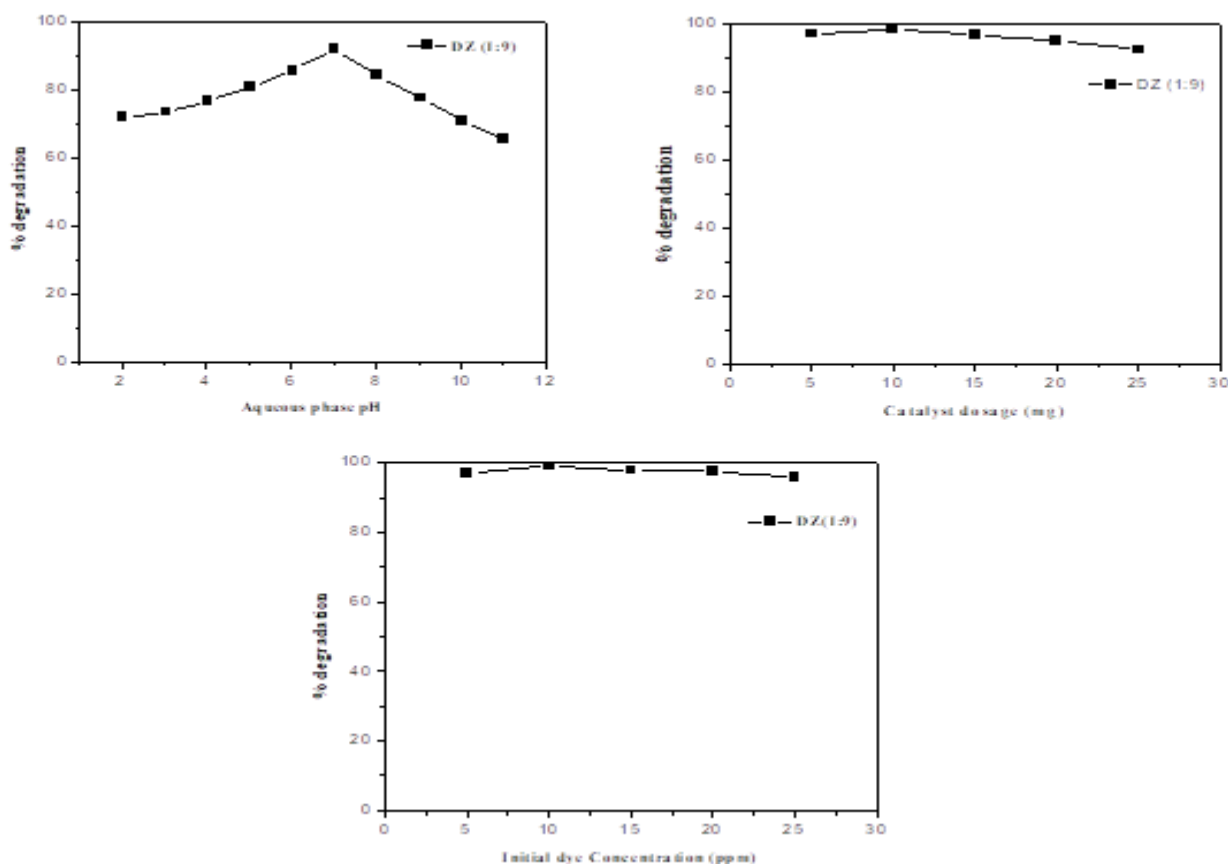 100
80
60
40
20
0
% degradation
DZ (1:9)
2 4 6 8 10 12
Aqueous phase pH
100
80
60
40
20
0
% degradation
DZ (1:9)
0 5 10 15 20 25 30
Catalyst dosage (mg)
100
80
60
40
20
0
% degradation
DZ(1:9)
0 5 10 15 20 25 30
Initial dye Concentration (ppm)